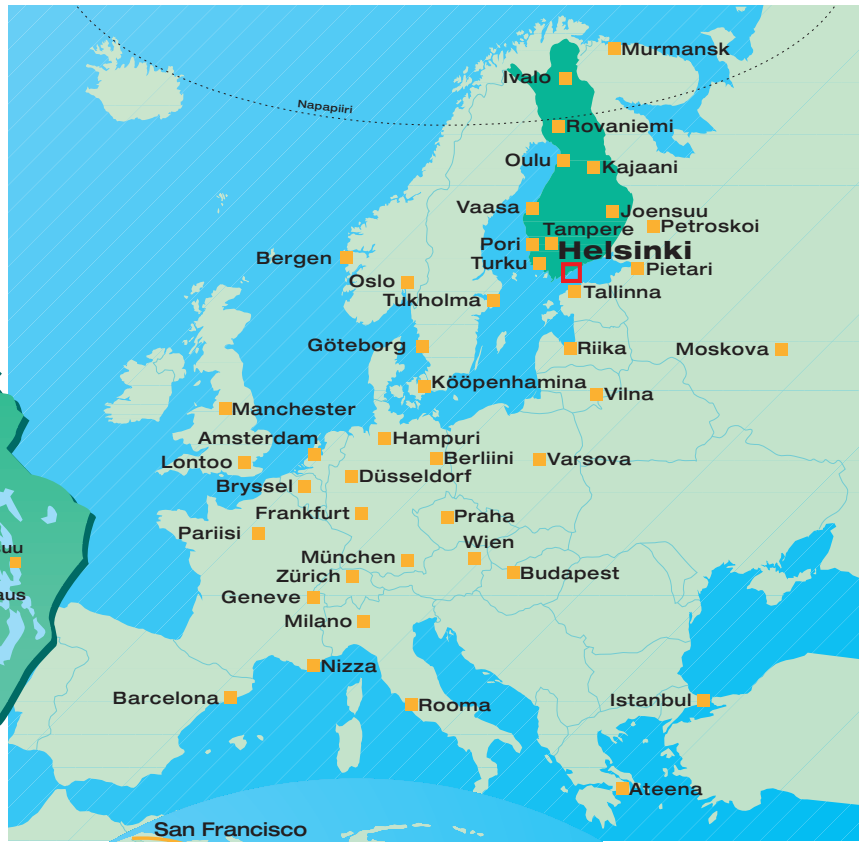 Murmansk
Ivalo
Napapiiri
Rovaniemi
Oulu
Kajaani
Vaasa
Joensuu
Petroskoi
Tampere
Pori
Helsinki
Bergen
Turku
Pietari
Oslo
Tallinna
Tukholma
Göteborg
Riika
Moskova
Kööpenhamina
Vilna
Manchester
Amsterdam
Hampuri
Lontoo
Berliini
Varsova
Bryssel
Düsseldorf
Frankfurt
Praha
Pariisi
Wien
uu
München
Zürich
Budapest
aus
Geneve
Milano
Nizza
Barcelona
Rooma
Istanbul
Ateena
San Francisco